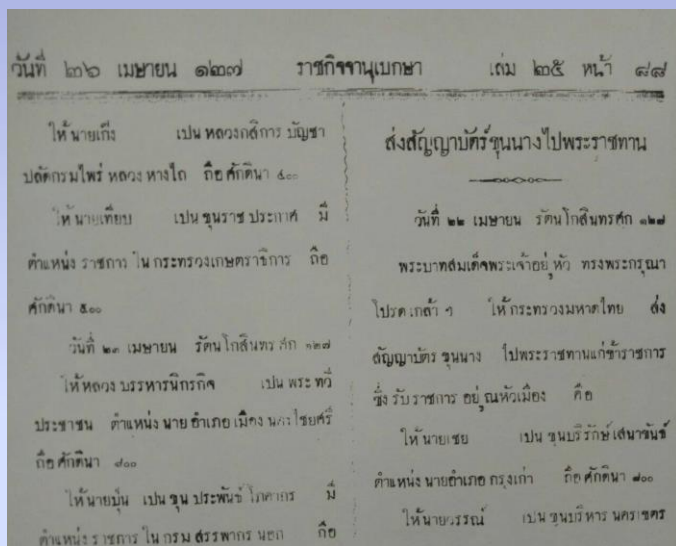 วันที่ ๒๖ เมษายน ๑๒๗ ราชกิจจานุเบกษา เล่ม ๒๕ หน้า ๘๘
ให้นายเก๋ง เปน หลวงกสิการ บัญชา
ปลัดกรมไพร่ หลวง หางไถ ถือ ศักดินา ๔๐๐
ให้นายเทียบ เปน ขุนราช ประกาศ มี
ตำแหน่ง ราชการ ใน กระทรวงเกษตราธิการ ถือ
ศักดินา ๕๐๐
วันที่ ๒๓ เมษายน รัตนโกสินทร ศก ๑๒๗
ให้หลวง บรรหารนิกรกิจ เปน พระ ทวี
ประชาชน ตำแหน่ง นาย อำเภอ เมือง นครไชยศรี
ถือ ศักดินา ๘๐๐
ให้นายบุ๋น เปน ขุน ประพันธ์ โภคากร มี
ตำแหน่ง ราชการ ใน กรม สรรพากร นอก ถือ
ส่งสัญญาบัตร์ขุนนางไปพระราชทาน
วันที่ ๒๒ เมษายน รัตนโกสินทรศก ๑๒๗
พระบาทสมเด็จพระเจ้าอยู่หัว ทรงพระกรุณา
โปรดเกล้า ฯ ให้กระทรวงมหาดไทย ส่ง
สัญญาบัตร ขุนนาง ไปพระราชทานแก่ข้าราชการ
ซึ่ง รับ ราชการ อยู่ ณหัวเมือง คือ
ให้นายเชย เปน ขุนบริรักษ์เสนาขันธ์
ตำแหน่ง นายอำเภอ กรุงเก่า ถือ ศักดินา ๘๐๐
ให้นายวรรณ์ เปน ขุนบริหาร นคราเขตร